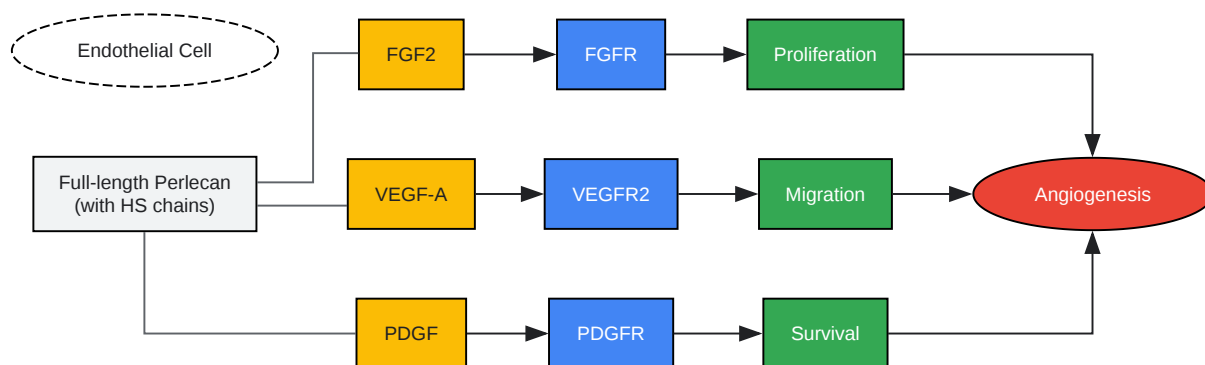 Endothelial Cell
FGF2
FGFR
Proliferation
Full-length Perlecan
(with HS chains)
VEGF-A
VEGFR2
Migration
Angiogenesis
PDGF
PDGFR
Survival